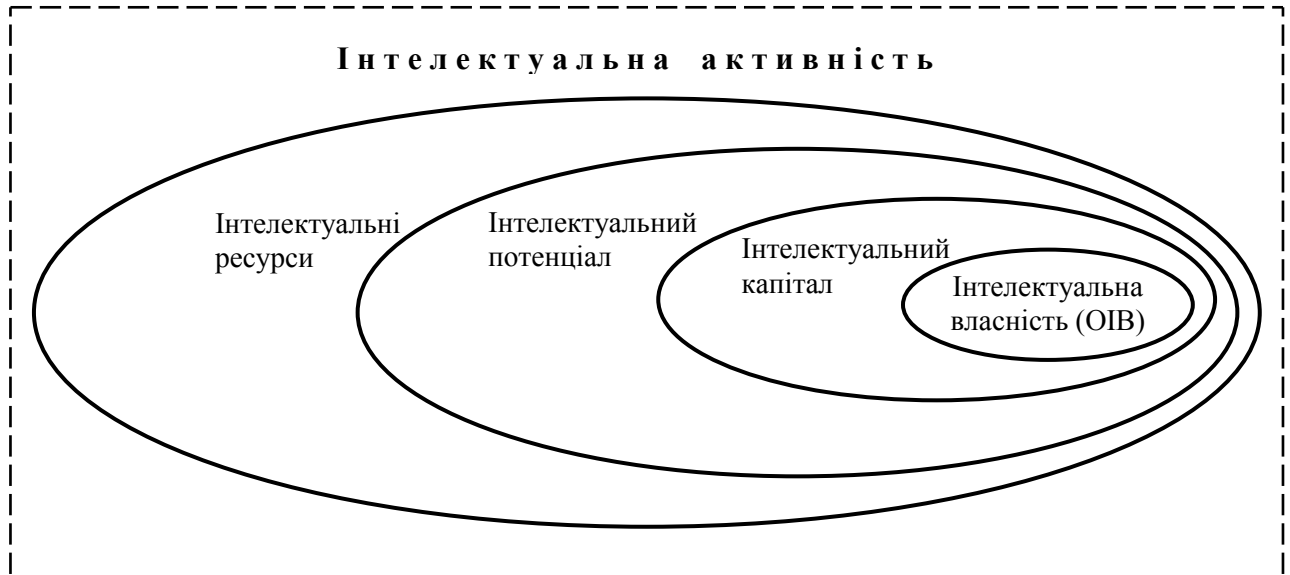 Інтелектуальна активність
Інтелектуальні
ресурси
Інтелектуальний
потенціал
Інтелектуальний
капітал
Інтелектуальна
власність (ОІВ)